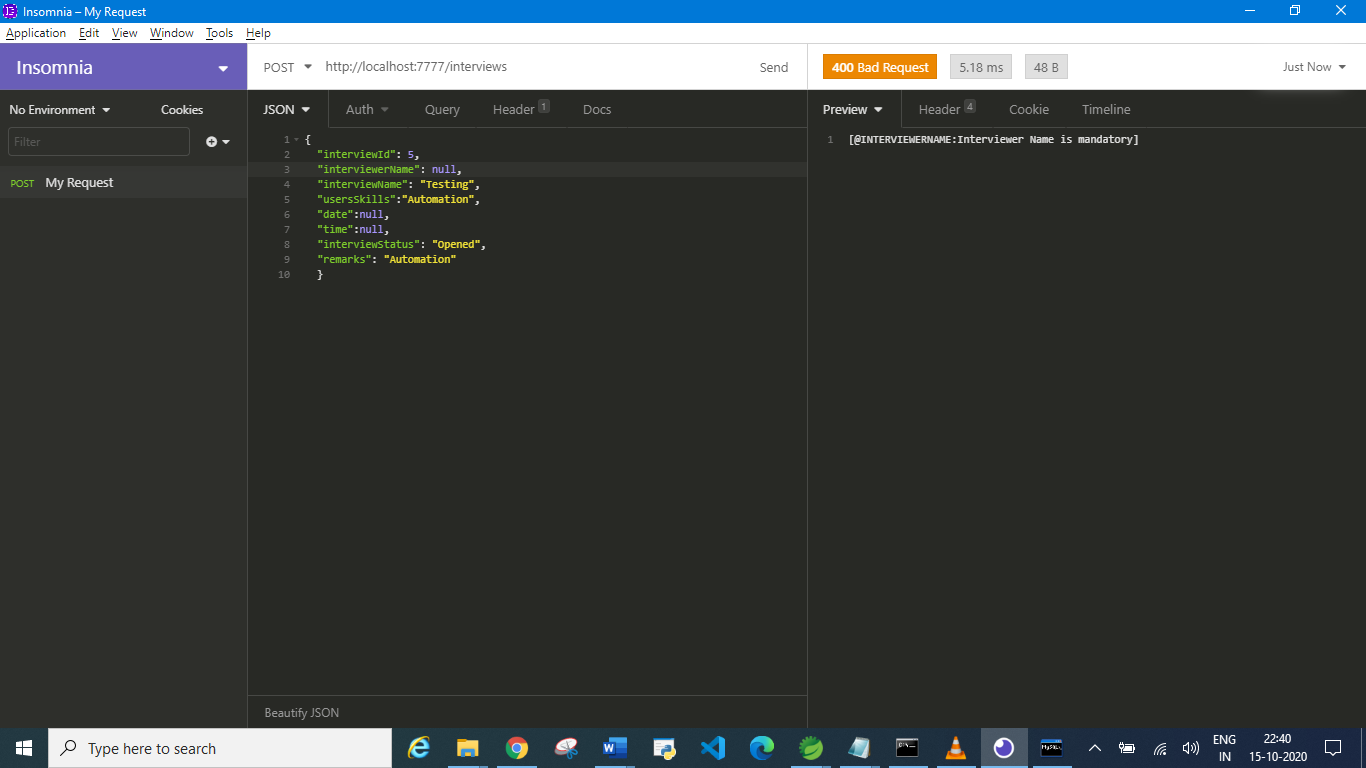 Insomnia – My Request
Application Edit View Window Tools Help
Insomnia
POST http://localhost:7777/interviews Send
400 Bad Request 5.18 ms 48 B Just Now
No Environment Cookies
JSON Auth Query Header 1 Docs
Preview Header 4 Cookie Timeline
Filter
POST My Request
1 {
2 "interviewId": 5,
3 "interviewerName": null,
4 "interviewName": "Testing",
5 "usersSkills":"Automation",
6 "date":null,
7 "time":null,
8 "interviewStatus": "Opened",
9 "remarks": "Automation"
10 }
1 [@INTERVIEWERNAME:Interviewer Name is mandatory]
Beautify JSON
Type here to search
ENG
IN
22:40
15-10-2020